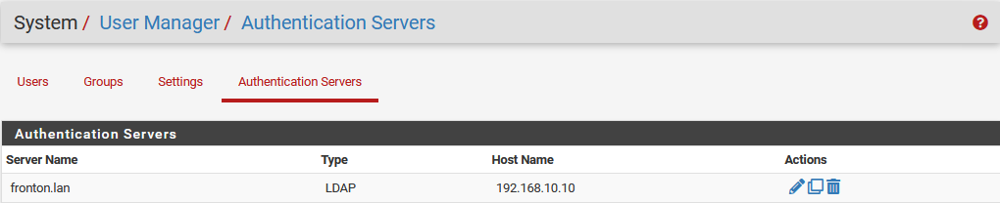 System / User Manager / Authentication Servers
Users Groups Settings Authentication Servers
Authentication Servers
Server Name Type Host Name Actions
fronton.lan LDAP 192.168.10.10